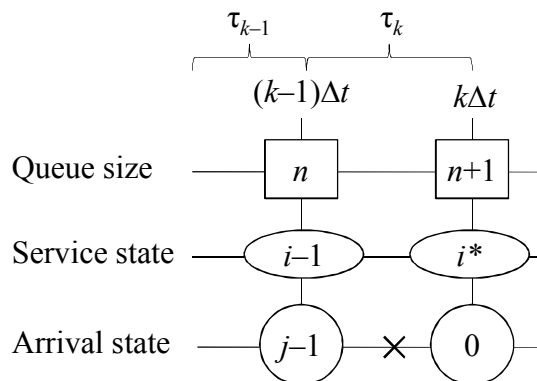 τk–1 τk
(k–1)Δt kΔt
Queue size n n+1
Service state i–1 i*
Arrival state j–1 × 0